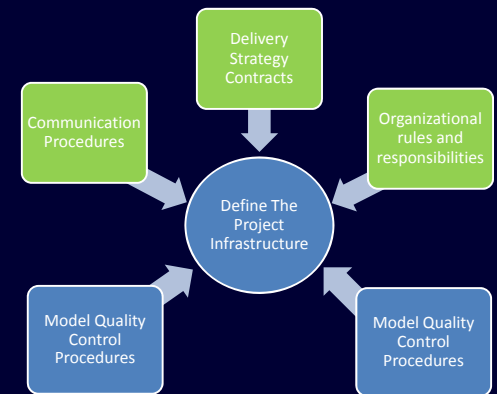 Delivery
Strategy
Contracts
Communication
Procedures
Organizational
rules and
responsibilities
Define The
Project
Infrastructure
Model Quality
Control
Procedures
Model Quality
Control
Procedures